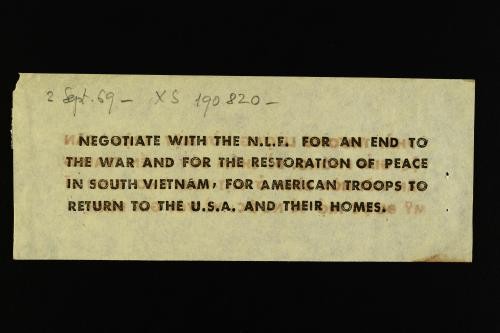 2 Sept. 69 - XS 190820 -
NEGOTIATE WITH THE N.L.F. FOR AN END TO
THE WAR AND FOR THE RESTORATION OF PEACE
IN SOUTH VIETNAM, FOR AMERICAN TROOPS TO
RETURN TO THE U.S.A. AND THEIR HOMES.